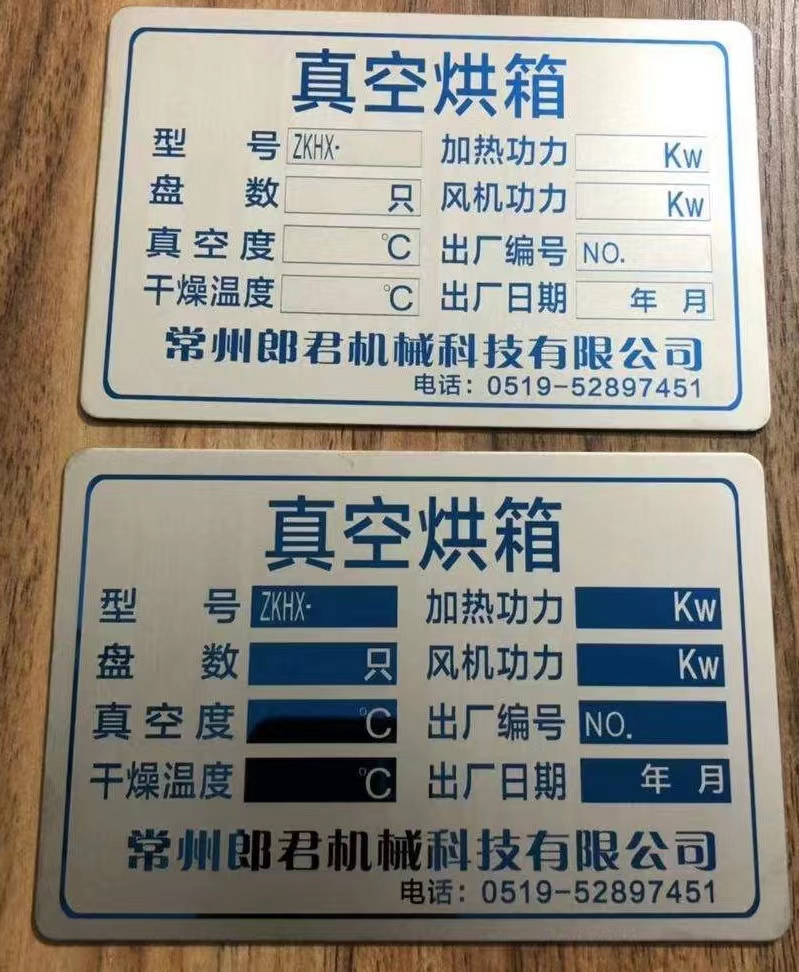 真空烘箱
型号 ZKHX- 加热功力 Kw
盘数 只 风机功力 Kw
真空度 ℃ 出厂编号 NO.
干燥温度 ℃ 出厂日期 年 月
常州郎君机械科技有限公司
电话：0519-52897451
真空烘箱
型号 ZKHX- 加热功力 Kw
盘数 只 风机功力 Kw
真空度 ℃ 出厂编号 NO.
干燥温度 ℃ 出厂日期 年 月
常州郎君机械科技有限公司
电话：0519-52897451